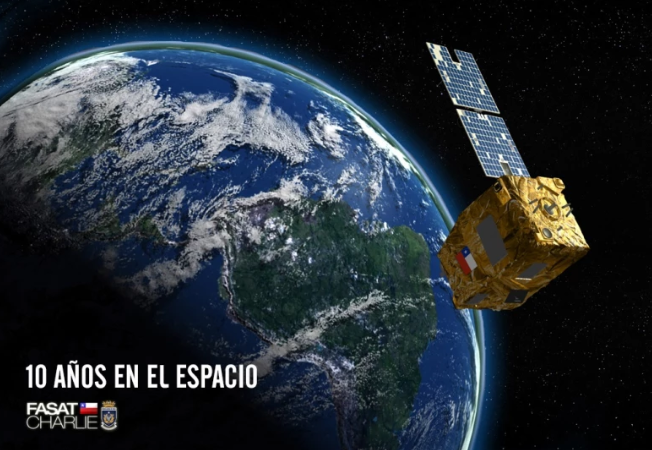 10 AÑOS EN EL ESPACIO
FASAT
CHARLIE